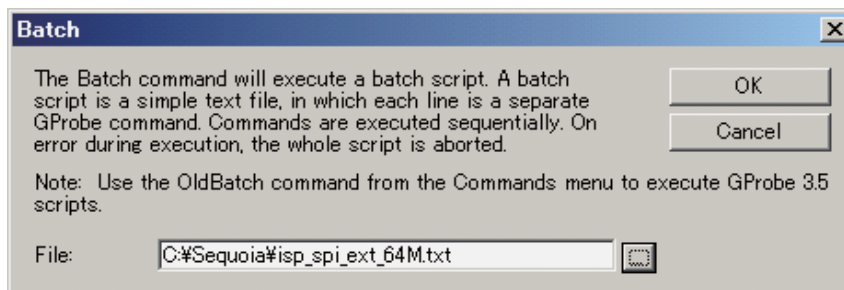 Batch
The Batch command will execute a batch script. A batch
script is a simple text file, in which each line is a separate
GProbe command. Commands are executed sequentially. On
error during execution, the whole script is aborted.
OK
Cancel
Note: Use the OldBatch command from the Commands menu to execute GProbe 3.5
scripts.
File:
C:¥Sequoia¥isp_spi_ext_64M.txt
...